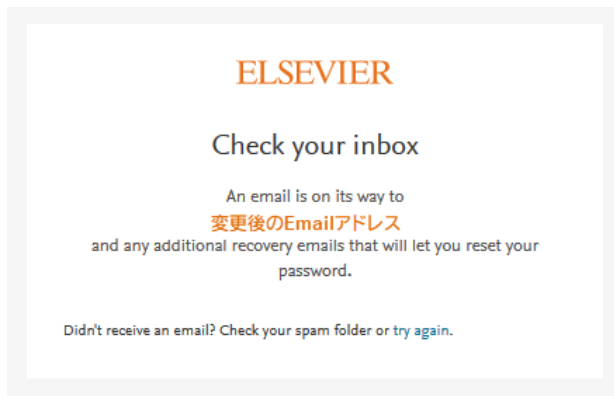 ELSEVIER
Check your inbox
An email is on its way to
変更後のEmailアドレス
and any additional recovery emails that will let you reset your
password.
Didn't receive an email? Check your spam folder or try again.